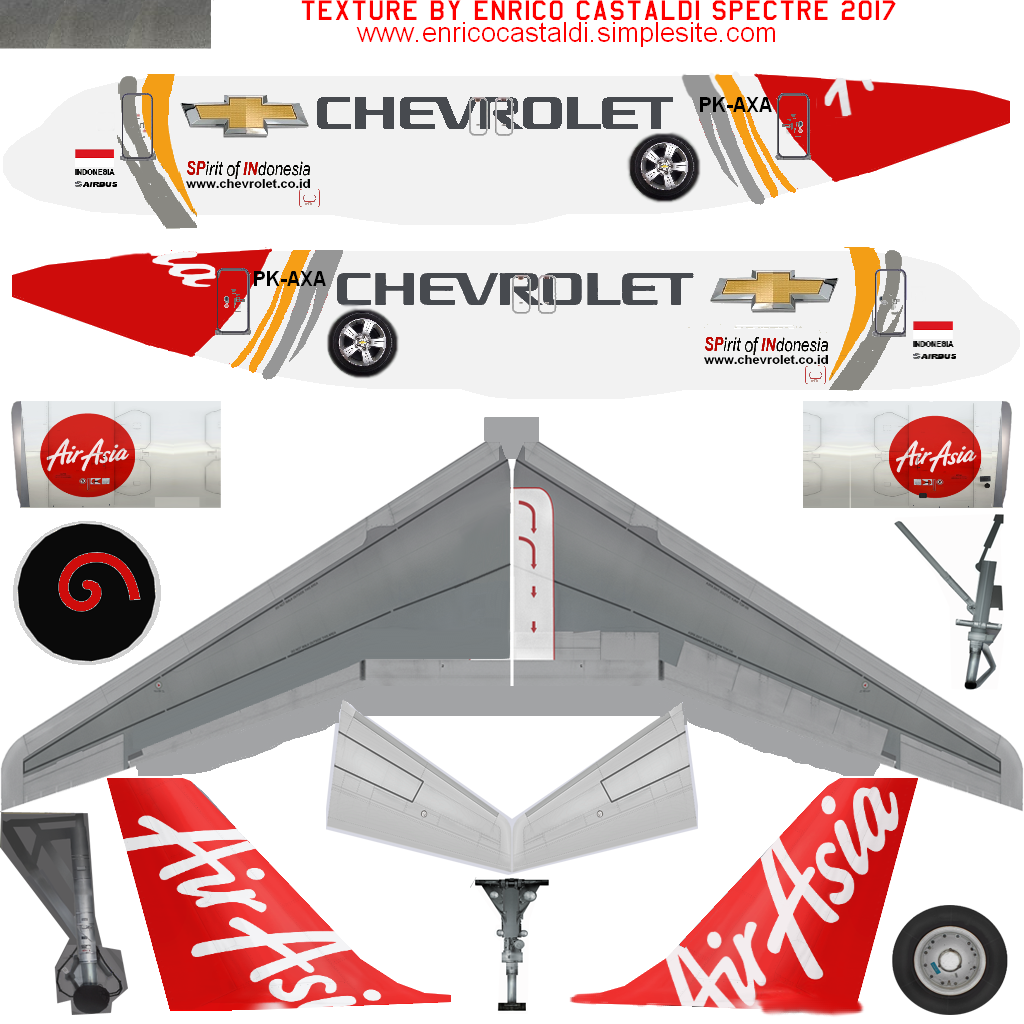 TEXTURE BY ENRICO CASTALDI SPECTRE 2017
www.enricocastaldi.simplesite.com
CHEVROLET
PK-AXA
INDONESIA
AIRBUS
SPirit of INdonesia
www.chevrolet.co.id
PK-AXA
CHEVROLET
SPirit of INdonesia
www.chevrolet.co.id
INDONESIA
AIRBUS
AirAsia
AirAsia
AirAsi
AirAsia